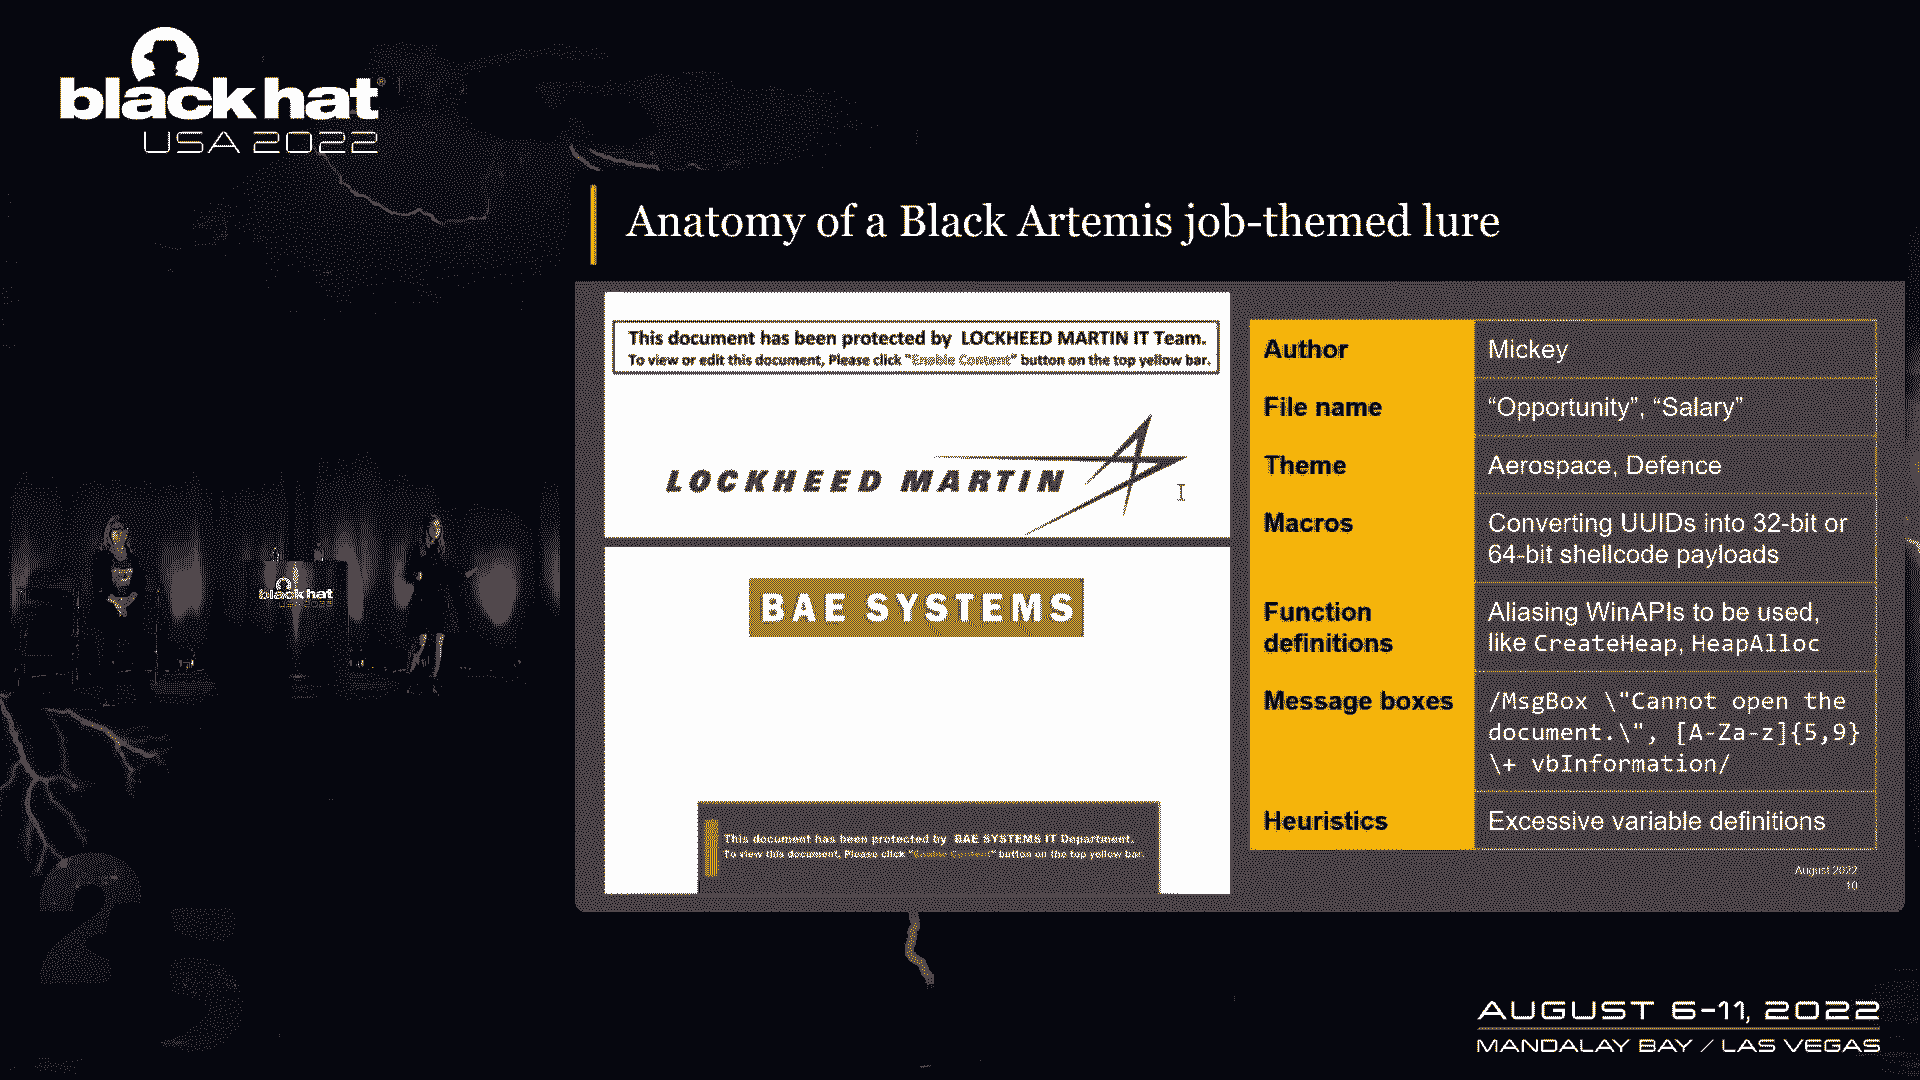 black hat®
USA 2022
Anatomy of a Black Artemis job-themed lure
This document has been protected by LOCKHEED MARTIN IT Team.
To view or edit this document, Please click "Enable Content" button on the top yellow bar.
LOCKHEED MARTIN
BAE SYSTEMS
This document has been protected by BAE SYSTEMS IT Department.
To view this document, Please click "Enable Content" button on the top yellow bar.
Author
Mickey
File name
“Opportunity”, “Salary”
Theme
Aerospace, Defence
Macros
Converting UUIDs into 32-bit or
64-bit shellcode payloads
Function
definitions
Aliasing WinAPIs to be used,
like CreateHeap, HeapAlloc
Message boxes
/MsgBox \"Cannot open the
document.\", [A-Za-z]{5,9}
\+ vbInformation/
Heuristics
Excessive variable definitions
August 2022
10
black hat
USA 2022
25
AUGUST 6-11, 2022
MANDALAY BAY / LAS VEGAS